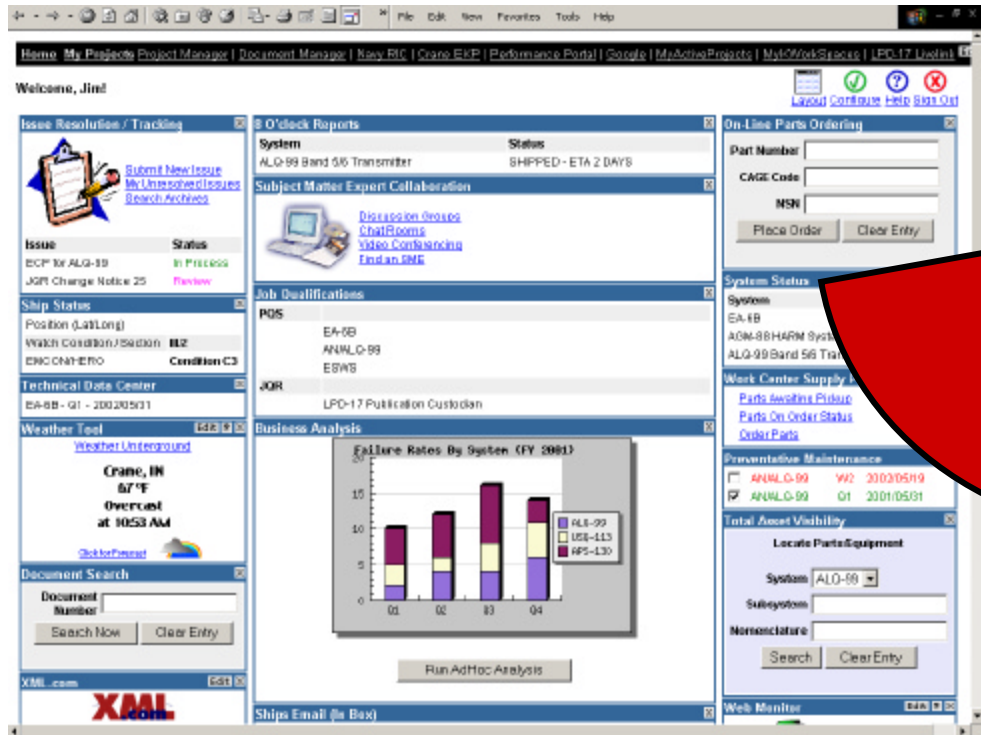 File Edit View Favorites Tools Help
Home My Projects Project Manager | Document Manager | Navy RIC | Crane EKP | Performance Portal | Google | MyActiveProjects | MyKOWorkSpaces | LPD-17 Livelink
Welcome, Jim!
Layout Configure Help Sign Out
Issue Resolution / Tracking
Submit New Issue
My Unresolved Issues
Search Archives
Issue Status
ECP for ALQ-99 In Process
JQR Change Notice 25 Review
Ship Status
Position (Lat/Long)
Watch Condition / Section III/2
EMCON/HERO Condition C3
Technical Data Center
EA-6B - Q1 - 2002/05/31
Weather Tool Edit
Weather Underground
Crane, IN
67 °F
Overcast
at 10:53 AM
Click for Forecast
Document Search
Document
Number
Search Now Clear Entry
XML.com Edit
XML.com
8 O'clock Reports
System Status
ALQ-99 Band 5/6 Transmitter SHIPPED - ETA 2 DAYS
Subject Matter Expert Collaboration
Discussion Groups
ChatRooms
Video Conferencing
Find an SME
Job Qualifications
PQS
EA-6B
AN/ALQ-99
ESWS
JQR
LPD-17 Publication Custodian
Business Analysis
Failure Rates By System (FY 2001)
20
15
10
5
0
Q1 Q2 Q3 Q4
ALQ-99
USQ-113
APS-130
Run AdHoc Analysis
Ships Email (In Box)
On-Line Parts Ordering
Part Number
CAGE Code
NSN
Place Order Clear Entry
System Status
System
EA-6B
AGM-88 HARM
ALQ-99 Band 5/6
Work Center Supply
Parts Awaiting Pickup
Parts On Order Status
Order Parts
Preventative Maintenance
AN/ALQ-99 W2 2002/05/19
AN/ALQ-99 Q1 2001/05/31
Total Asset Visibility
Locate Parts/Equipment
System ALQ-99
Subsystem
Nomenclature
Search Clear Entry
Web Monitor Edit